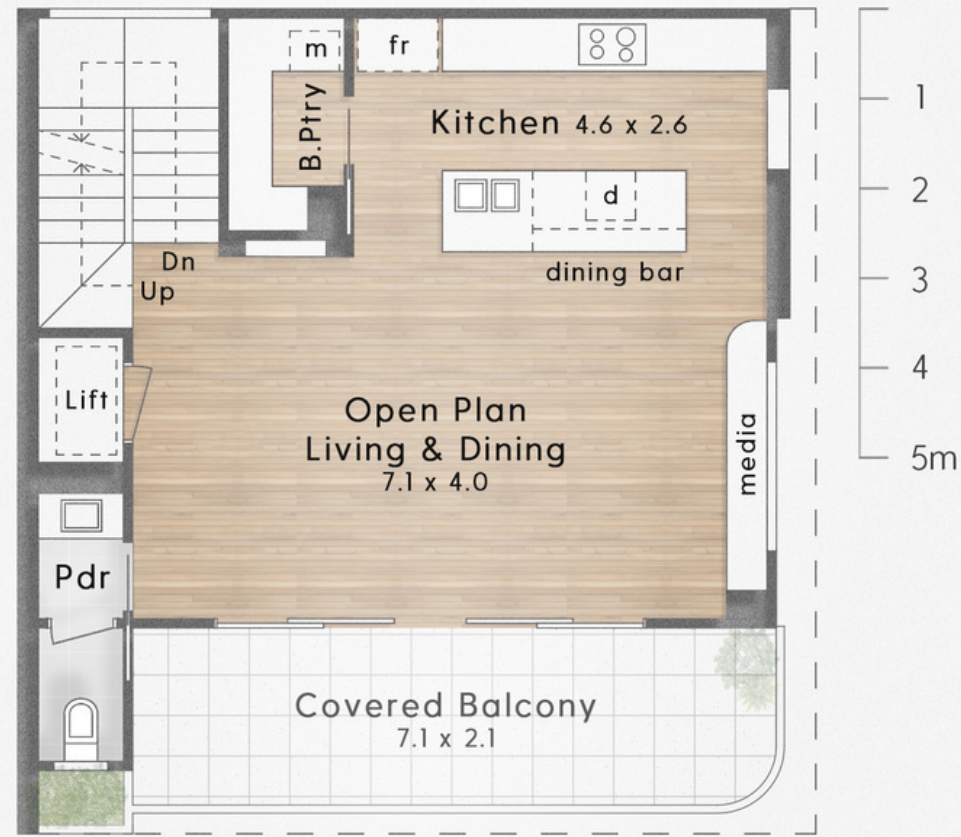 m
fr
B.Ptry
Kitchen 4.6 x 2.6
d
dining bar
Dn
Up
Lift
Open Plan
Living & Dining
7.1 x 4.0
media
Pdr
Covered Balcony
7.1 x 2.1
1
2
3
4
5m